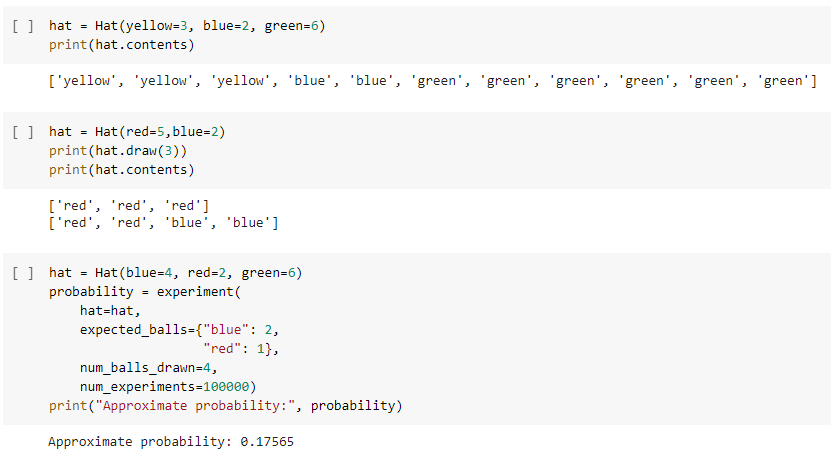 [ ] hat = Hat(yellow=3, blue=2, green=6)
print(hat.contents)
['yellow', 'yellow', 'yellow', 'blue', 'blue', 'green', 'green', 'green', 'green', 'green', 'green']
[ ] hat = Hat(red=5,blue=2)
print(hat.draw(3))
print(hat.contents)
['red', 'red', 'red']
['red', 'red', 'blue', 'blue']
[ ] hat = Hat(blue=4, red=2, green=6)
probability = experiment(
    hat=hat,
    expected_balls={"blue": 2,
                    "red": 1},
    num_balls_drawn=4,
    num_experiments=100000)
print("Approximate probability:", probability)
Approximate probability: 0.17565